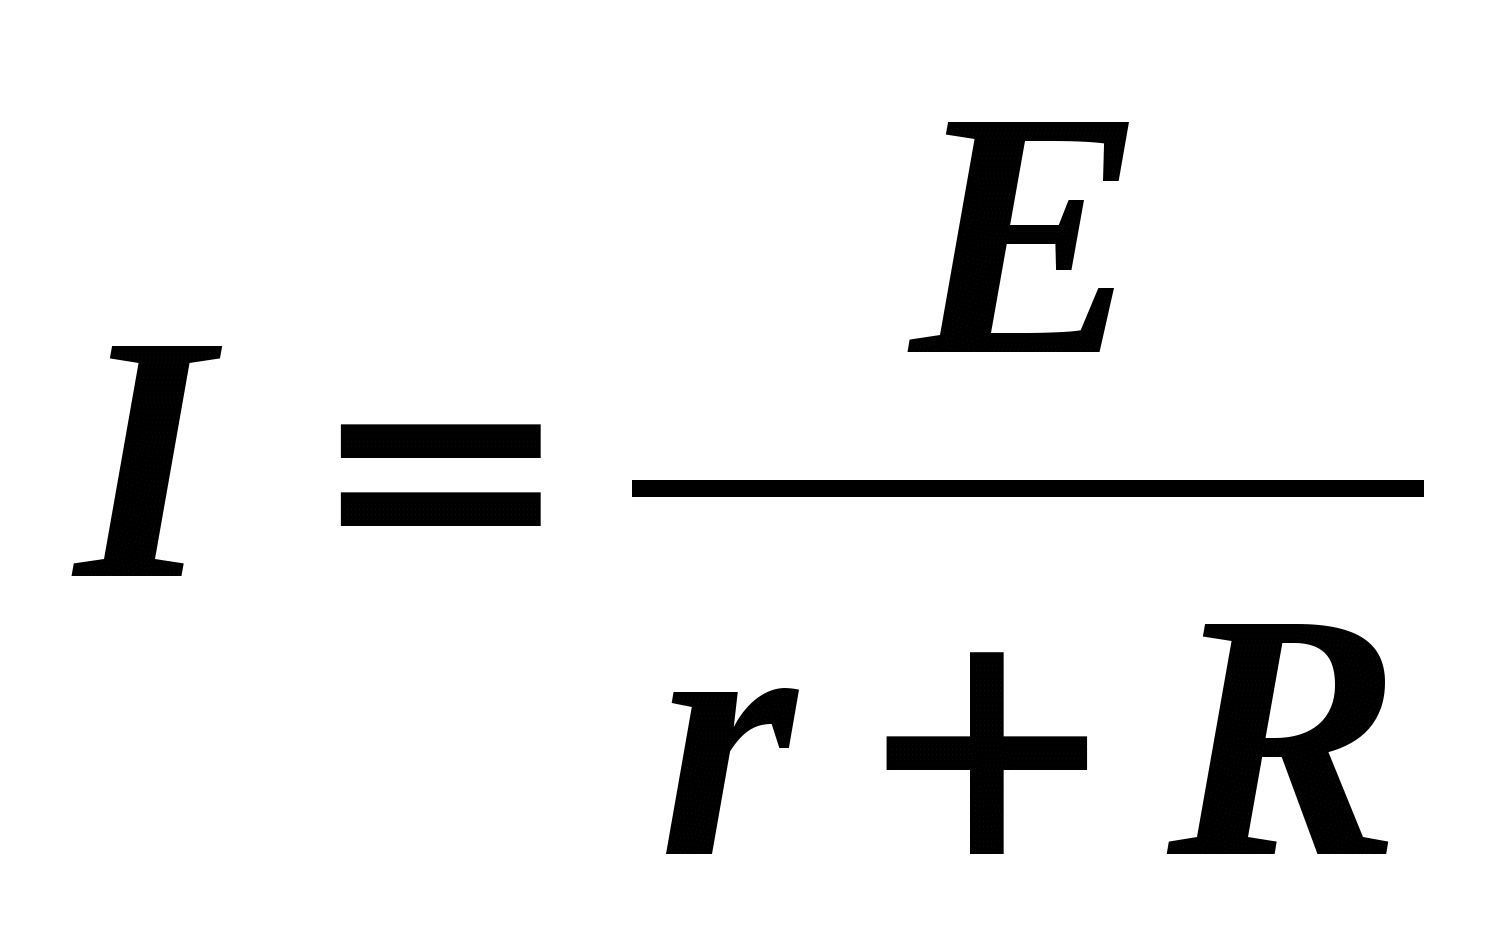 I = E / (r + R)